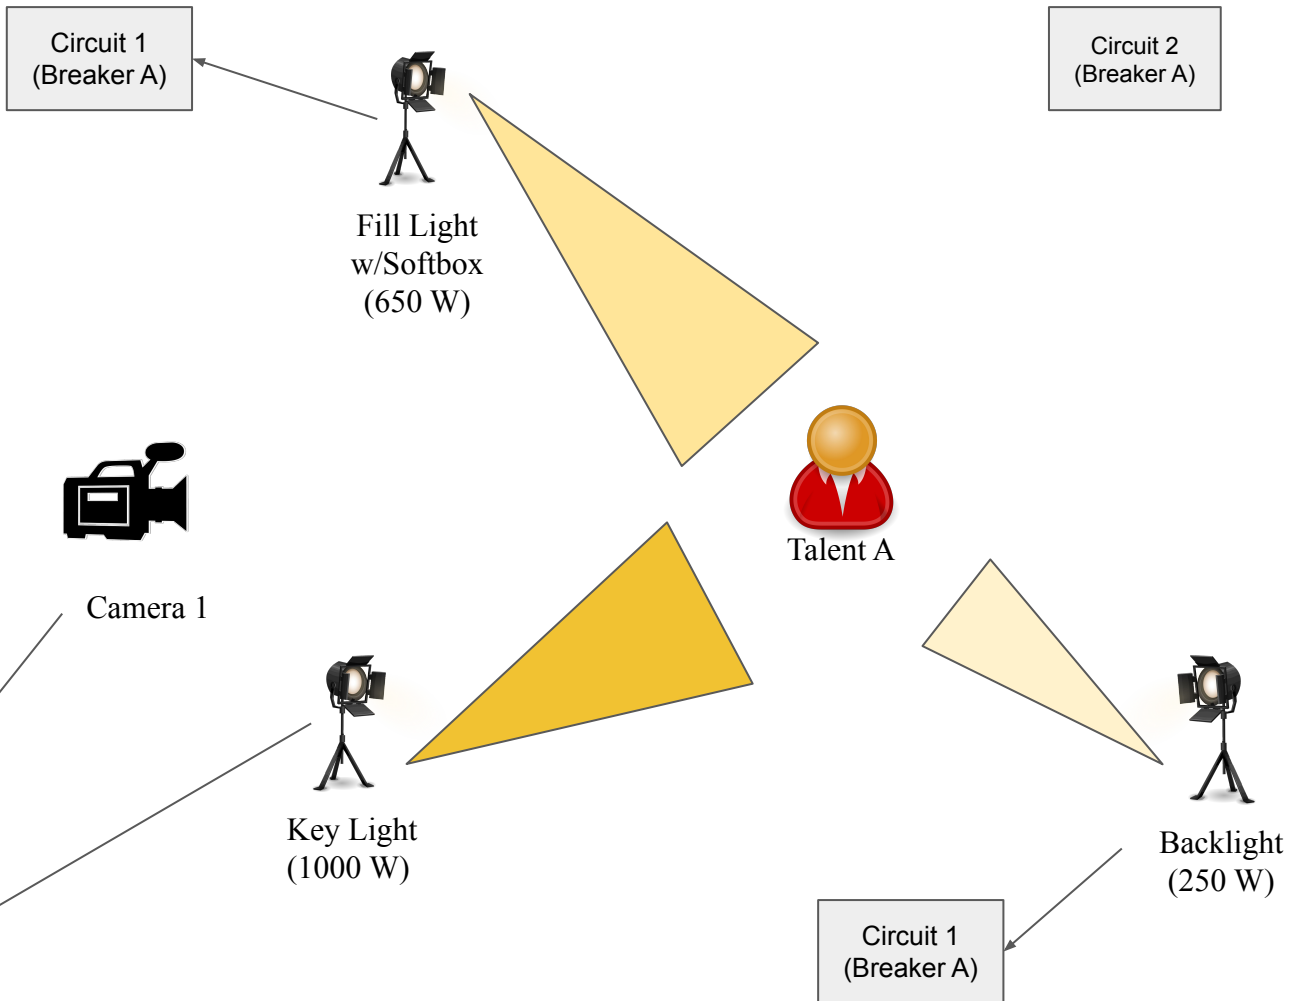 Circuit 1
(Breaker A)
Circuit 2
(Breaker A)
Fill Light
w/Softbox
(650 W)
Talent A
Camera 1
Key Light
(1000 W)
Backlight
(250 W)
Circuit 1
(Breaker A)